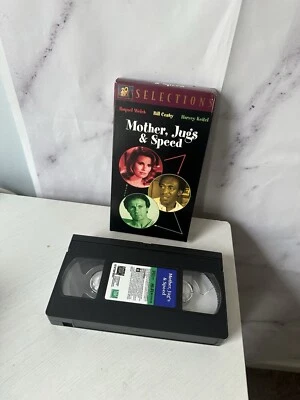 SELECTIONS
Raquel Welch Bill Cosby Harvey Keitel
Mother, Jugs
& Speed
Mother, Jugs
& Speed